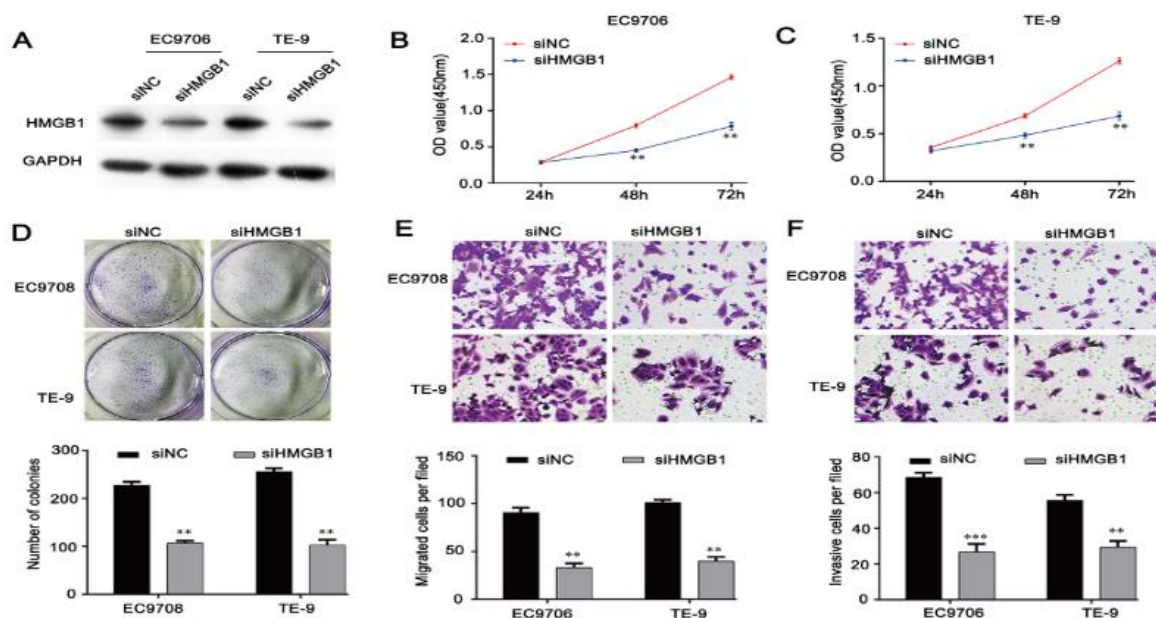 A
EC9706 TE-9
siNC siHMGB1 siNC siHMGB1
HMGB1
GAPDH
B
EC9706
siNC
siHMGB1
OD value(450nm)
2.0
1.5
1.0
0.5
0.0
** **
24h 48h 72h
C
TE-9
siNC
siHMGB1
OD value(450nm)
1.5
1.0
0.5
0.0
** **
24h 48h 72h
D
siNC siHMGB1
EC9708
TE-9
siNC siHMGB1
Number of colonies
300
200
100
0
** **
EC9708 TE-9
E
siNC siHMGB1
EC9708
TE-9
siNC siHMGB1
Migrated cells per filed
150
100
50
0
** **
EC9706 TE-9
F
siNC siHMGB1
EC9708
TE-9
siNC siHMGB1
Invasive cells per filed
80
60
40
20
0
*** **
EC9706 TE-9